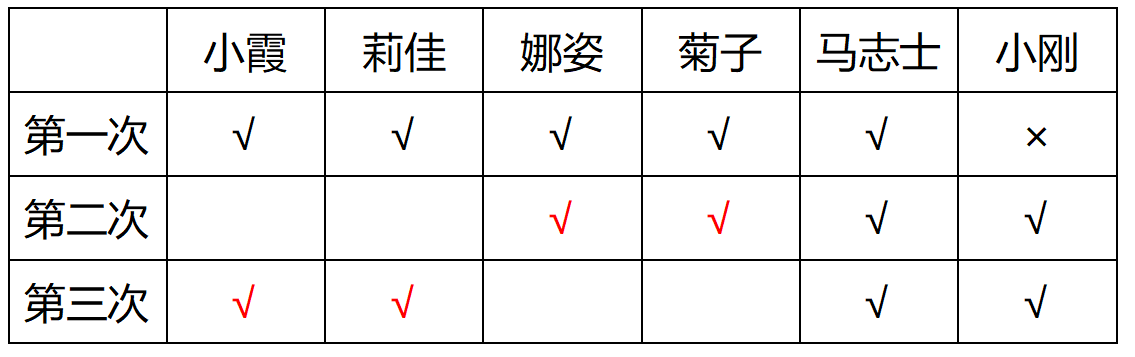 小霞 莉佳 娜姿 菊子 马志士 小刚
第一次 √ √ √ √ √ ×
第二次 √ √ √ √
第三次 √ √ √ √